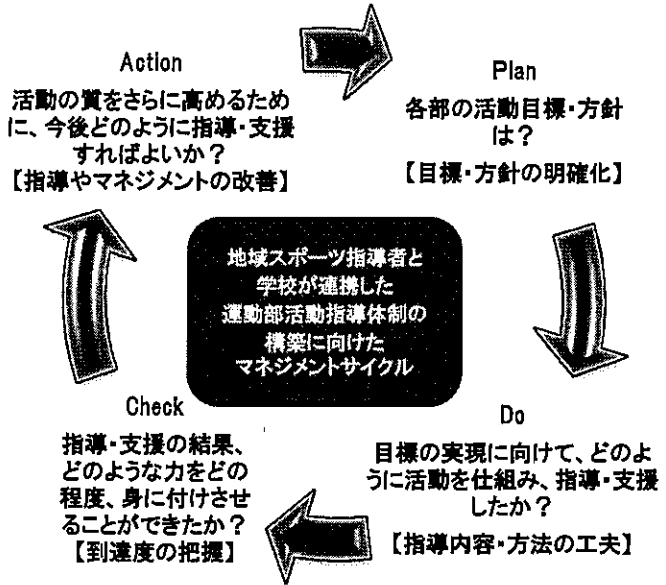 Action
活動の質をさらに高めるため
に、今後どのように指導・支援
すればよいか？
【指導やマネジメントの改善】
Plan
各部の活動目標・方針
は？
【目標・方針の明確化】
地域スポーツ指導者と
学校が連携した
運動部活動指導体制の
構築に向けた
マネジメントサイクル
Check
指導・支援の結果、
どのような力をどの
程度、身に付けさせ
ることができたか？
【到達度の把握】
Do
目標の実現に向けて、どのよ
うに活動を仕組み、指導・支援
したか？
【指導内容・方法の工夫】